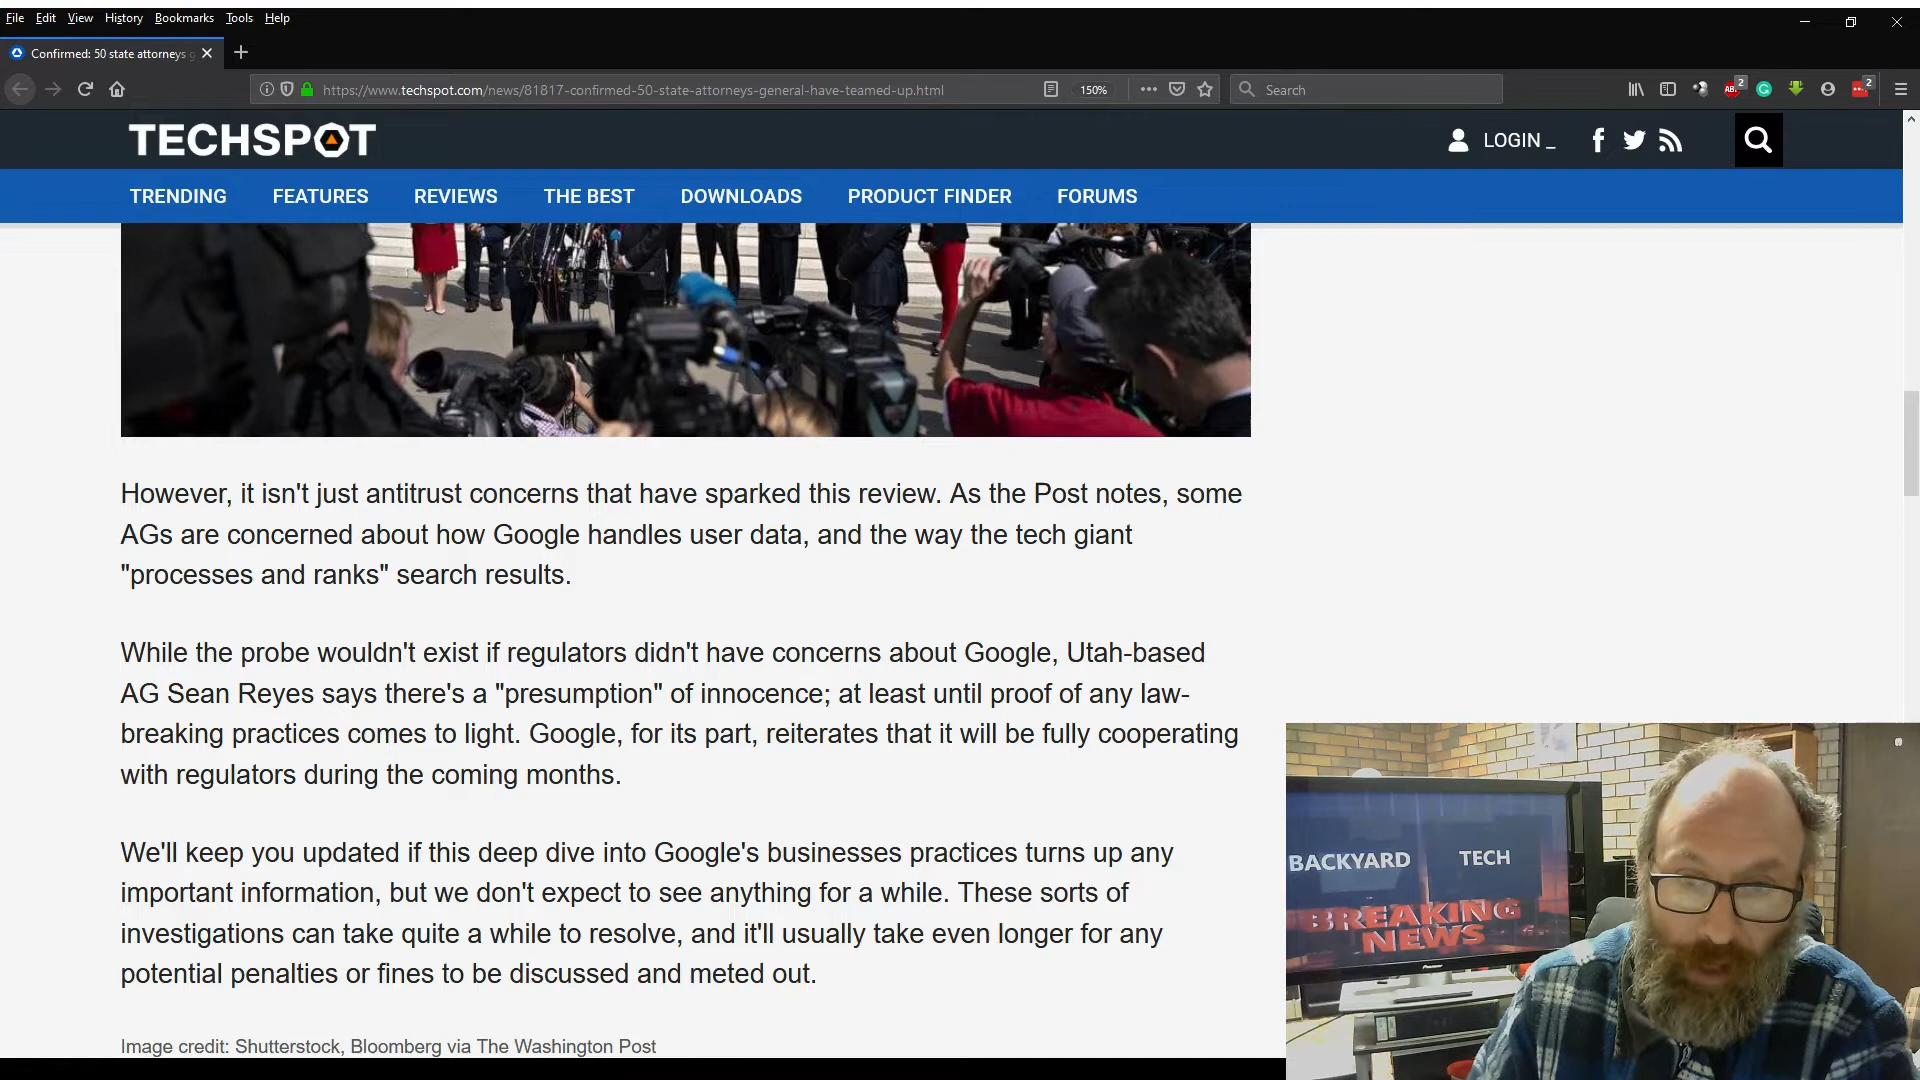 File Edit View History Bookmarks Tools Help
Confirmed: 50 state attorneys g
https://www.techspot.com/news/81817-confirmed-50-state-attorneys-general-have-teamed-up.html
150%
Search
2
2
TECHSPOT
LOGIN _
TRENDING FEATURES REVIEWS THE BEST DOWNLOADS PRODUCT FINDER FORUMS
However, it isn't just antitrust concerns that have sparked this review. As the Post notes, some
AGs are concerned about how Google handles user data, and the way the tech giant
"processes and ranks" search results.
While the probe wouldn't exist if regulators didn't have concerns about Google, Utah-based
AG Sean Reyes says there's a "presumption" of innocence; at least until proof of any law-
breaking practices comes to light. Google, for its part, reiterates that it will be fully cooperating
with regulators during the coming months.
We'll keep you updated if this deep dive into Google's businesses practices turns up any
important information, but we don't expect to see anything for a while. These sorts of
investigations can take quite a while to resolve, and it'll usually take even longer for any
potential penalties or fines to be discussed and meted out.
Image credit: Shutterstock, Bloomberg via The Washington Post
BACKYARD TECH
BREAKING
NEWS
Pioneer